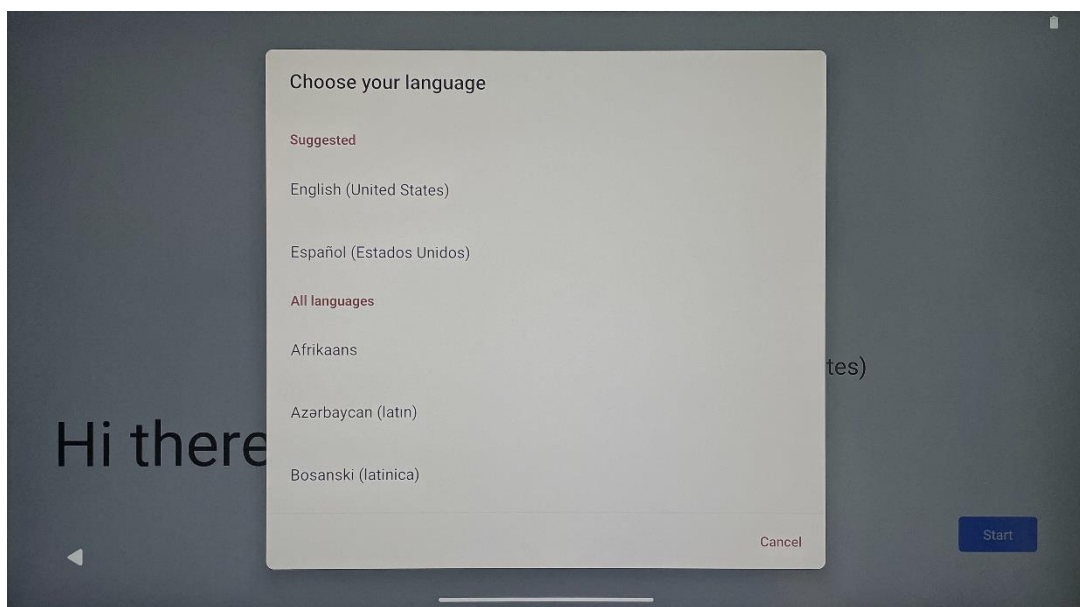 Choose your language
Suggested
English (United States)
Español (Estados Unidos)
All languages
Afrikaans
tes)
Azərbaycan (latın)
Hi there
Bosanski (latinica)
Start
Cancel